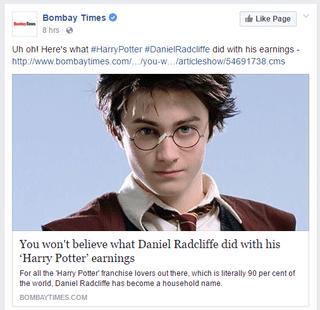 Bombay Times
8 hrs ·
Like Page
Uh oh! Here's what #HarryPotter #DanielRadcliffe did with his earnings -
http://www.bombaytimes.com/…/you-w…/articleshow/54691738.cms
You won't believe what Daniel Radcliffe did with his
'Harry Potter' earnings
For all the 'Harry Potter' franchise lovers out there, which is literally 90 per cent of
the world, Daniel Radcliffe has become a household name.
BOMBAYTIMES.COM